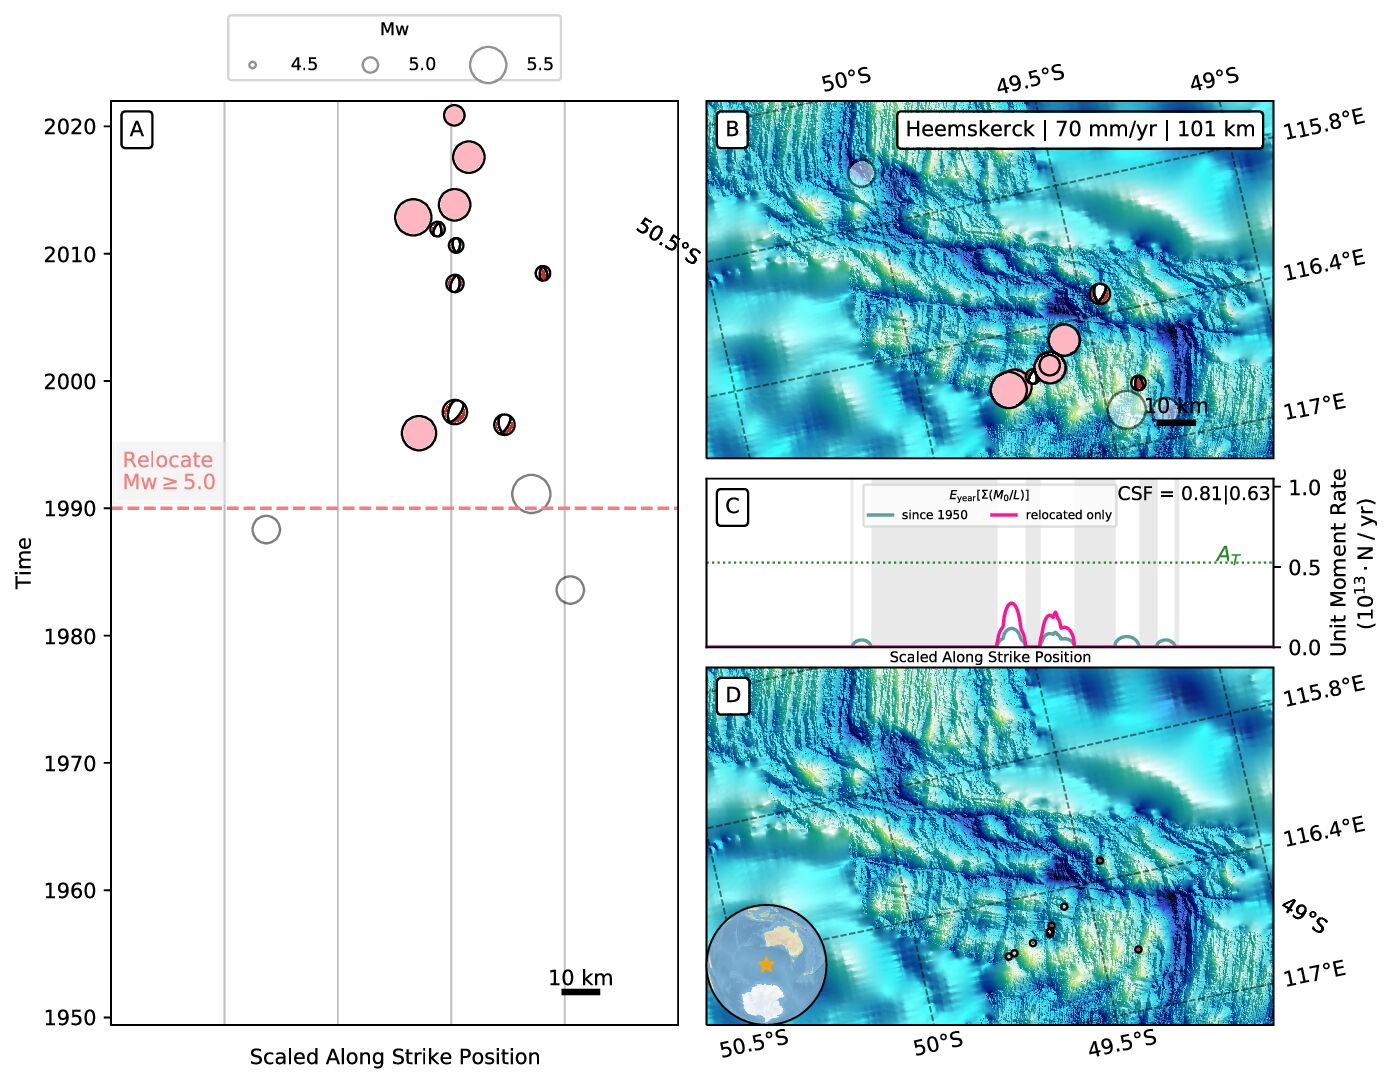 Mw
4.5 5.0 5.5
A
2020
2010
2000
1990
1980
1970
1960
1950
Time
Relocate
Mw ≥ 5.0
10 km
Scaled Along Strike Position
50°S 49.5°S 49°S
B
Heemskerck | 70 mm/yr | 101 km
115.8°E
116.4°E
117°E
50.5°S
10 km
C
E_year[Σ(M₀/L)]
since 1950 relocated only
CSF = 0.81|0.63
A_T
1.0
0.5
0.0
Unit Moment Rate
(10¹³ · N / yr)
Scaled Along Strike Position
D
115.8°E
116.4°E
49°S
117°E
50.5°S 50°S 49.5°S